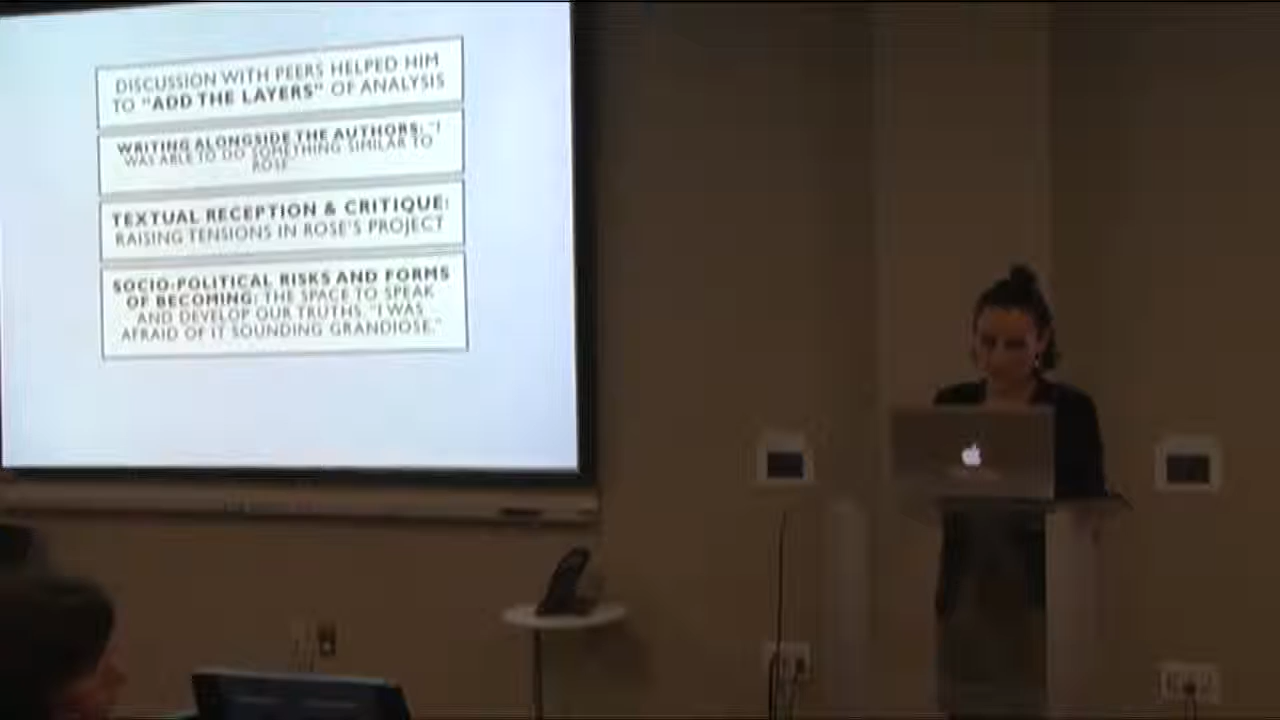 DISCUSSION WITH PEERS HELPED HIM
TO "ADD THE LAYERS" OF ANALYSIS
WRITING ALONGSIDE THE AUTHORS: "I
WAS ABLE TO DO SOMETHING SIMILAR TO
ROSE
TEXTUAL RECEPTION & CRITIQUE:
RAISING TENSIONS IN ROSE'S PROJECT
SOCIO-POLITICAL RISKS AND FORMS
OF BECOMING: THE SPACE TO SPEAK
AND DEVELOP OUR TRUTHS. "I WAS
AFRAID OF IT SOUNDING GRANDIOSE."